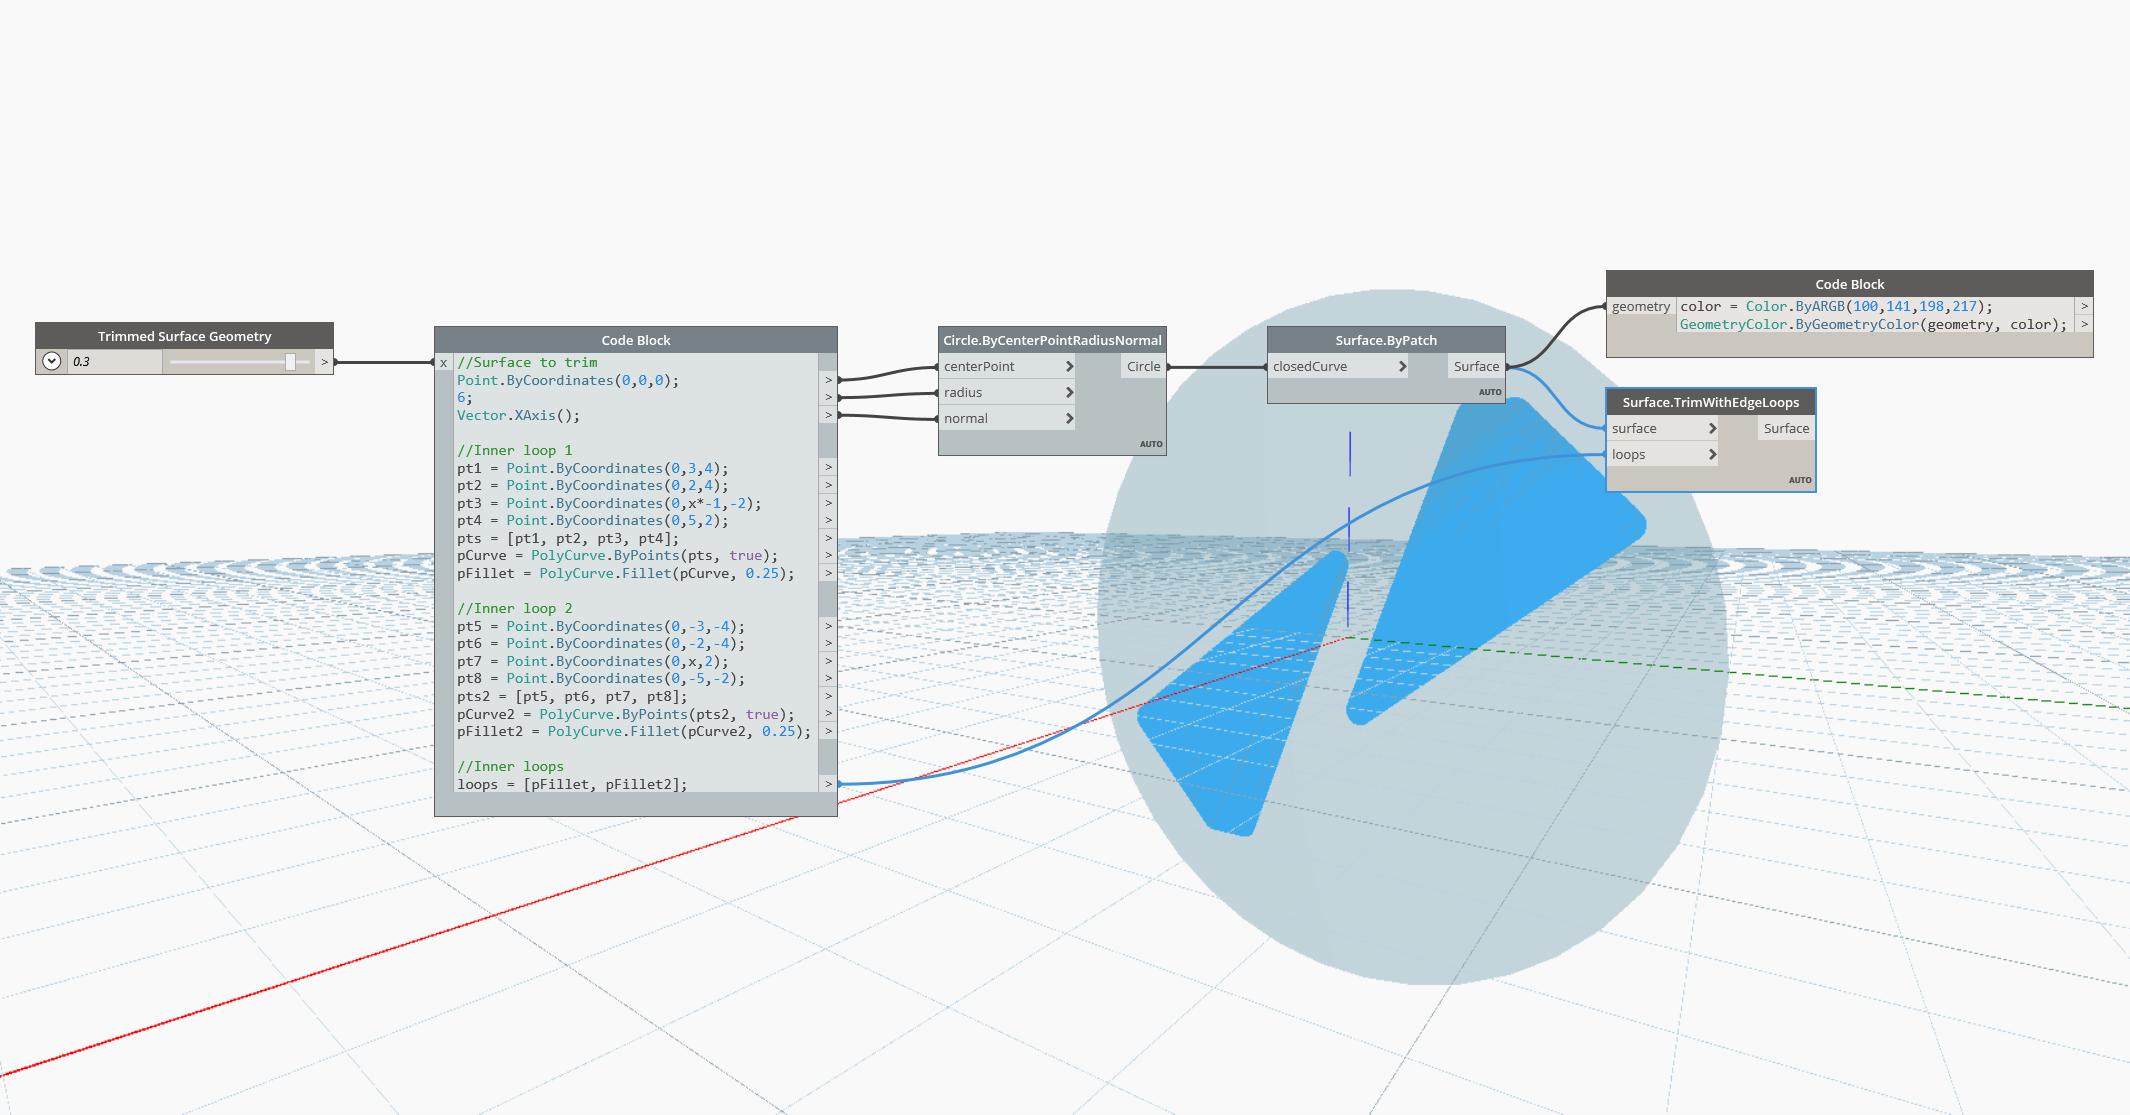 Trimmed Surface Geometry
0.3
>
Code Block
x
//Surface to trim
Point.ByCoordinates(0,0,0);
>
6;
>
Vector.XAxis();
>
//Inner loop 1
pt1 = Point.ByCoordinates(0,3,4);
>
pt2 = Point.ByCoordinates(0,2,4);
>
pt3 = Point.ByCoordinates(0,x*-1,-2);
>
pt4 = Point.ByCoordinates(0,5,2);
>
pts = [pt1, pt2, pt3, pt4];
>
pCurve = PolyCurve.ByPoints(pts, true);
>
pFillet = PolyCurve.Fillet(pCurve, 0.25);
>
//Inner loop 2
pt5 = Point.ByCoordinates(0,-3,-4);
>
pt6 = Point.ByCoordinates(0,-2,-4);
>
pt7 = Point.ByCoordinates(0,x,2);
>
pt8 = Point.ByCoordinates(0,-5,-2);
>
pts2 = [pt5, pt6, pt7, pt8];
>
pCurve2 = PolyCurve.ByPoints(pts2, true);
>
pFillet2 = PolyCurve.Fillet(pCurve2, 0.25);
>
//Inner loops
loops = [pFillet, pFillet2];
>
Circle.ByCenterPointRadiusNormal
centerPoint > Circle
radius >
normal >
AUTO
Surface.ByPatch
closedCurve > Surface
AUTO
Code Block
geometry
color = Color.ByARGB(100,141,198,217);
>
GeometryColor.ByGeometryColor(geometry, color);
>
Surface.TrimWithEdgeLoops
surface > Surface
loops >
AUTO